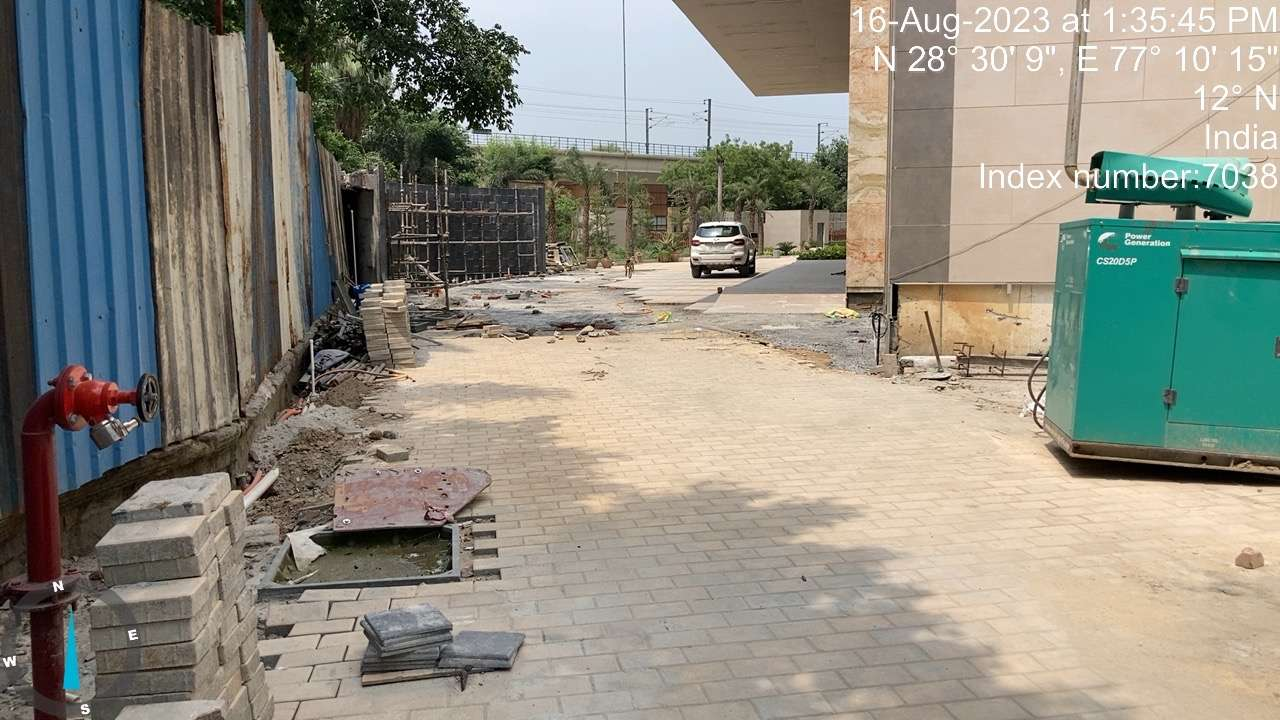 16-Aug-2023 at 1:35:45 PM
N 28° 30' 9", E 77° 10' 15"
12° N
India
Index number:7038
Power
Generation
CS20D5P
N
E
W
S